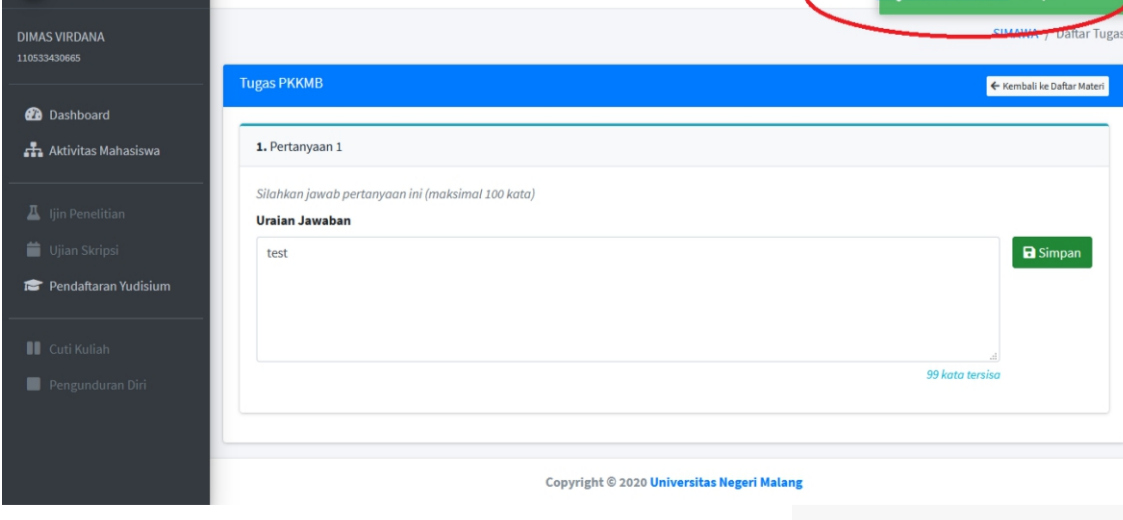 DIMAS VIRDANA
110533430665
SIMAWA / Daftar Tugas
Tugas PKKMB
Kembali ke Daftar Materi
Dashboard
Aktivitas Mahasiswa
1. Pertanyaan 1
Silahkan jawab pertanyaan ini (maksimal 100 kata)
Uraian Jawaban
test
Simpan
Ijin Penelitian
Ujian Skripsi
Pendaftaran Yudisium
Cuti Kuliah
Pengunduran Diri
99 kata tersisa
Copyright © 2020 Universitas Negeri Malang